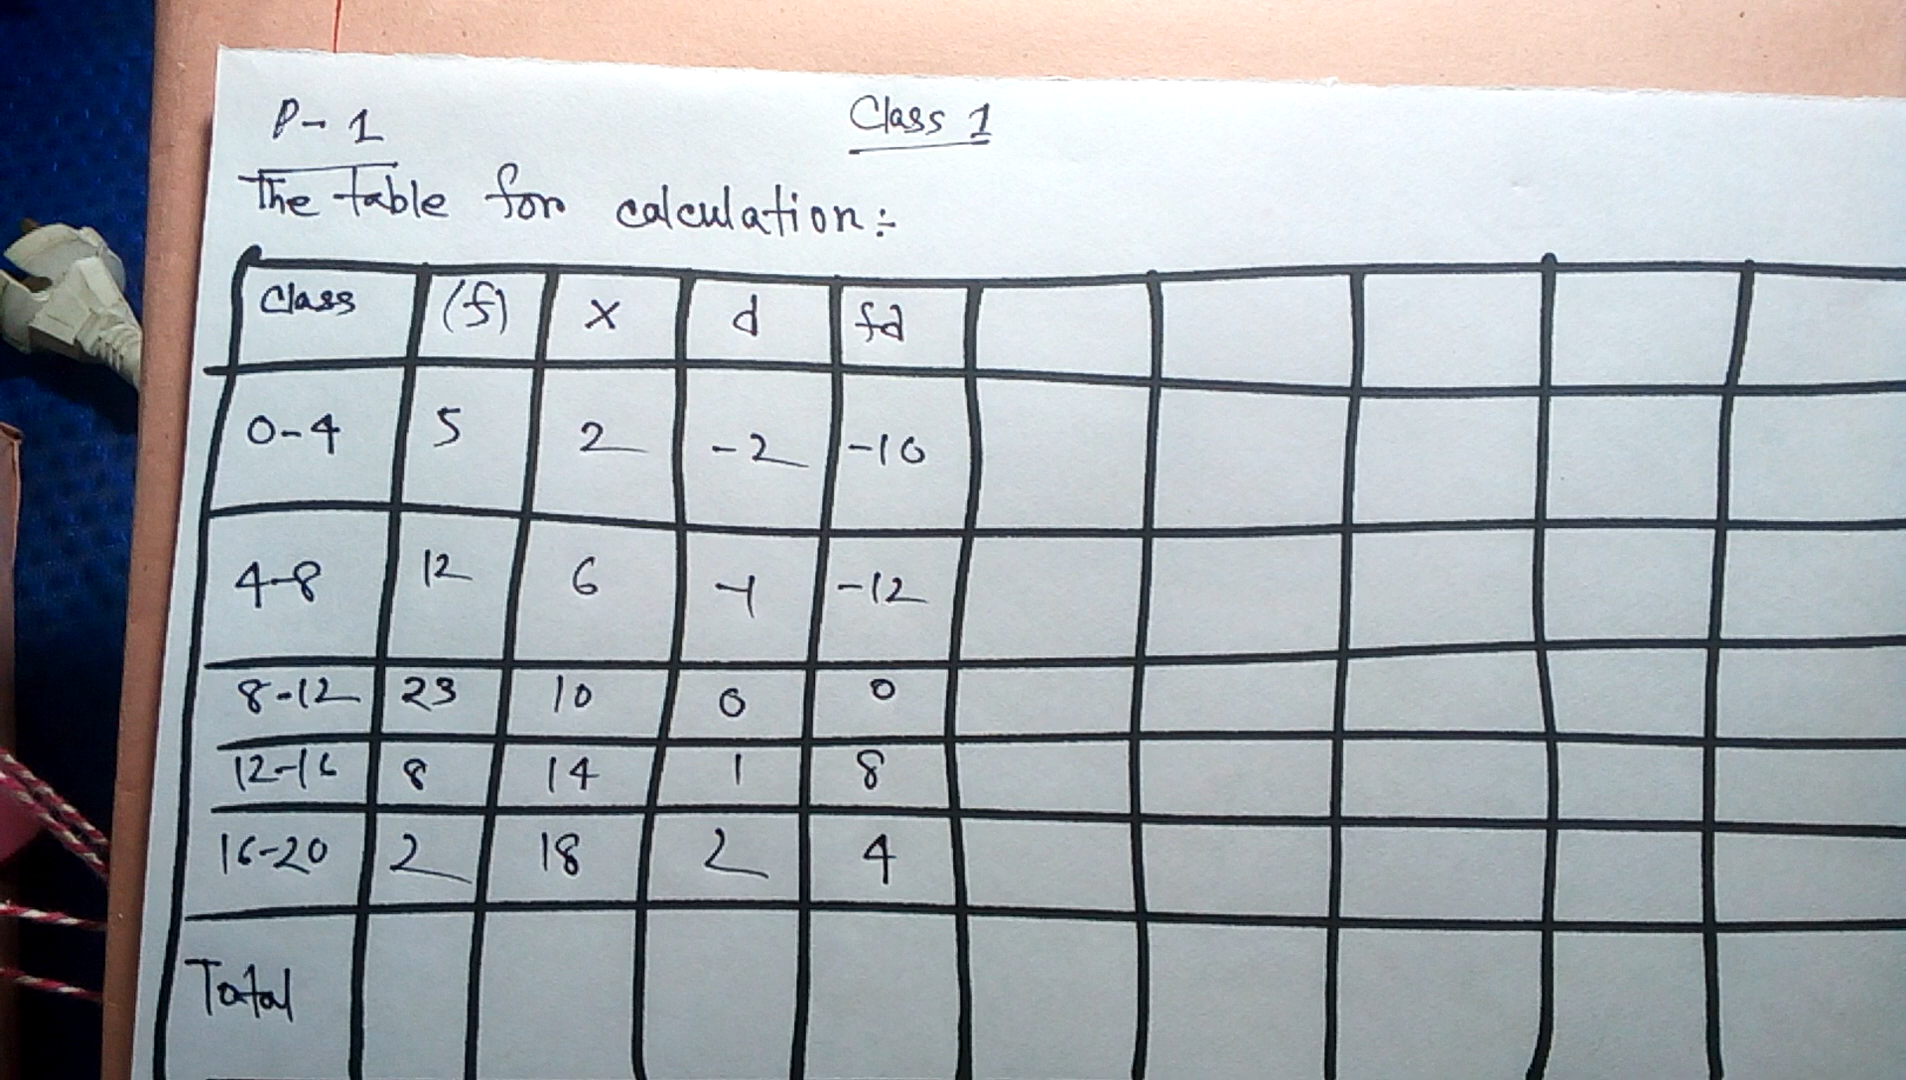 P-1
Class 1
The table for calculation:-
Class (f) x d fd
0-4 5 2 -2 -10
4-8 12 6 -1 -12
8-12 23 10 0 0
12-16 8 14 1 8
16-20 2 18 2 4
Total